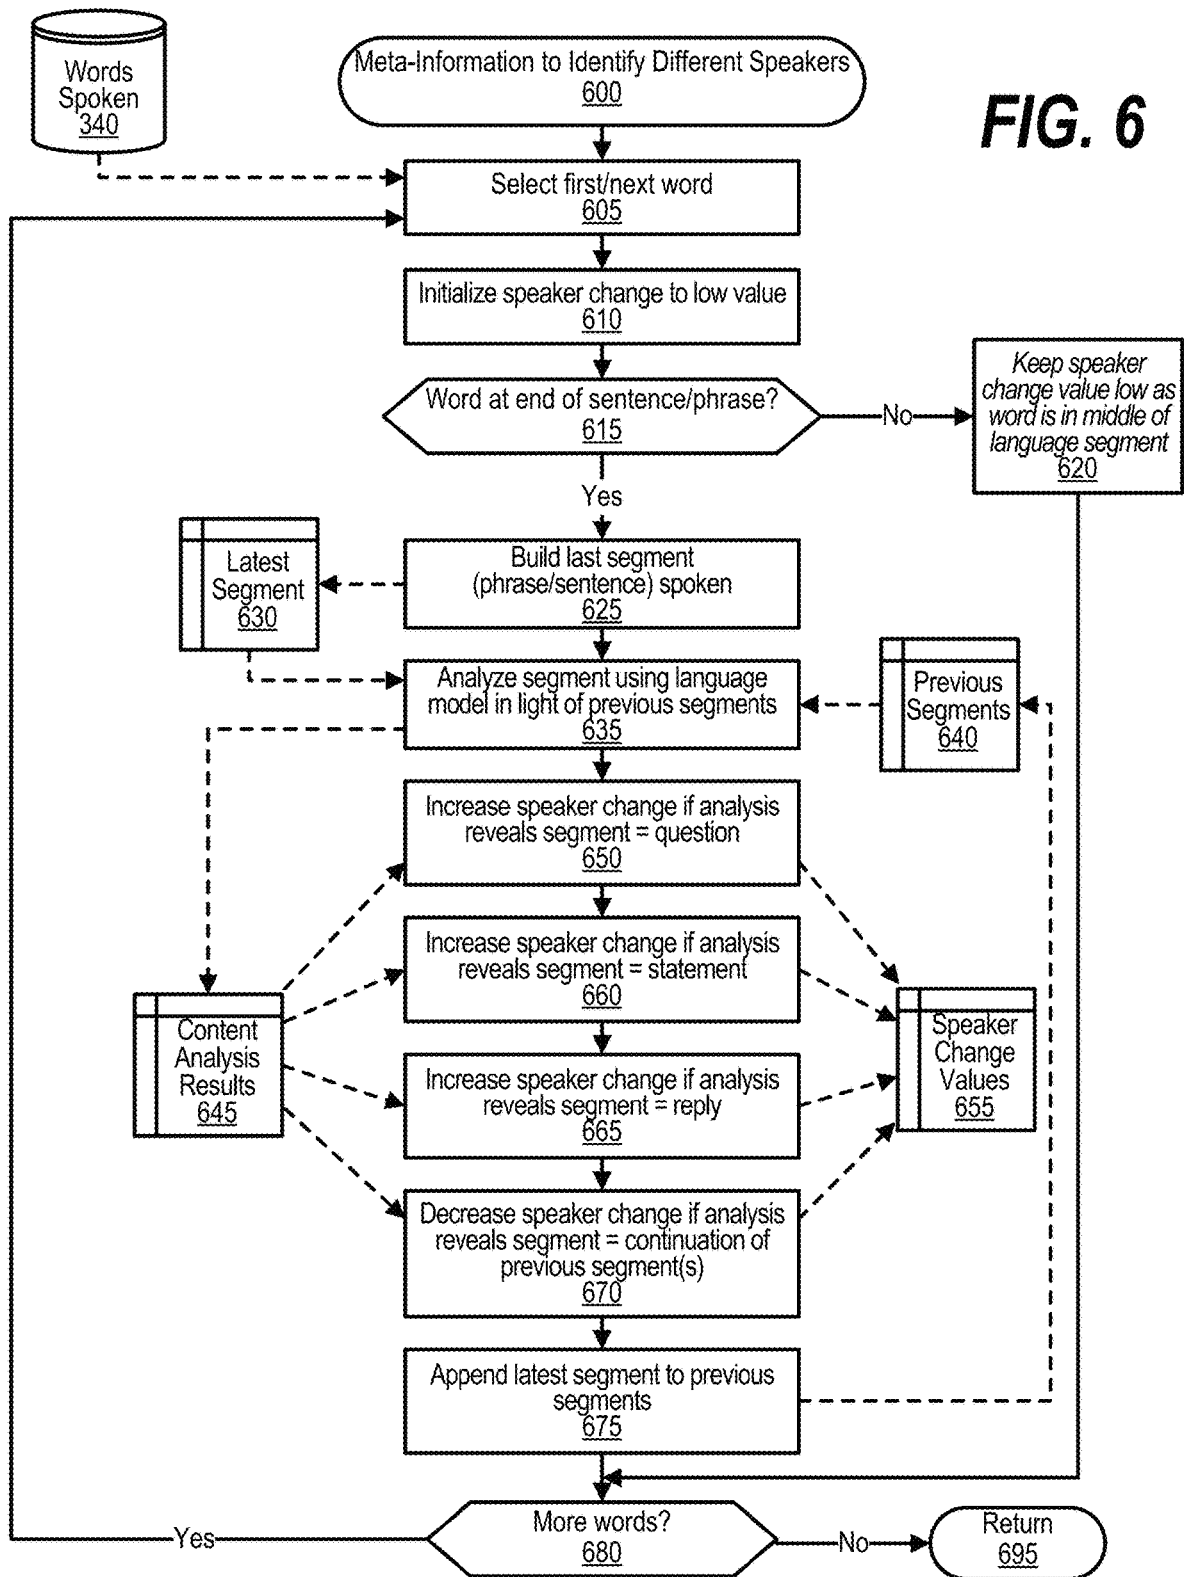 Words
Spoken
340
Meta-Information to Identify Different Speakers
600
FIG. 6
Select first/next word
605
Initialize speaker change to low value
610
Word at end of sentence/phrase?
615
No
Keep speaker
change value low as
word is in middle of
language segment
620
Yes
Latest
Segment
630
Build last segment
(phrase/sentence) spoken
625
Analyze segment using language
model in light of previous segments
635
Previous
Segments
640
Increase speaker change if analysis
reveals segment = question
650
Increase speaker change if analysis
reveals segment = statement
660
Content
Analysis
Results
645
Speaker
Change
Values
655
Increase speaker change if analysis
reveals segment = reply
665
Decrease speaker change if analysis
reveals segment = continuation of
previous segment(s)
670
Append latest segment to previous
segments
675
Yes
More words?
680
No
Return
695